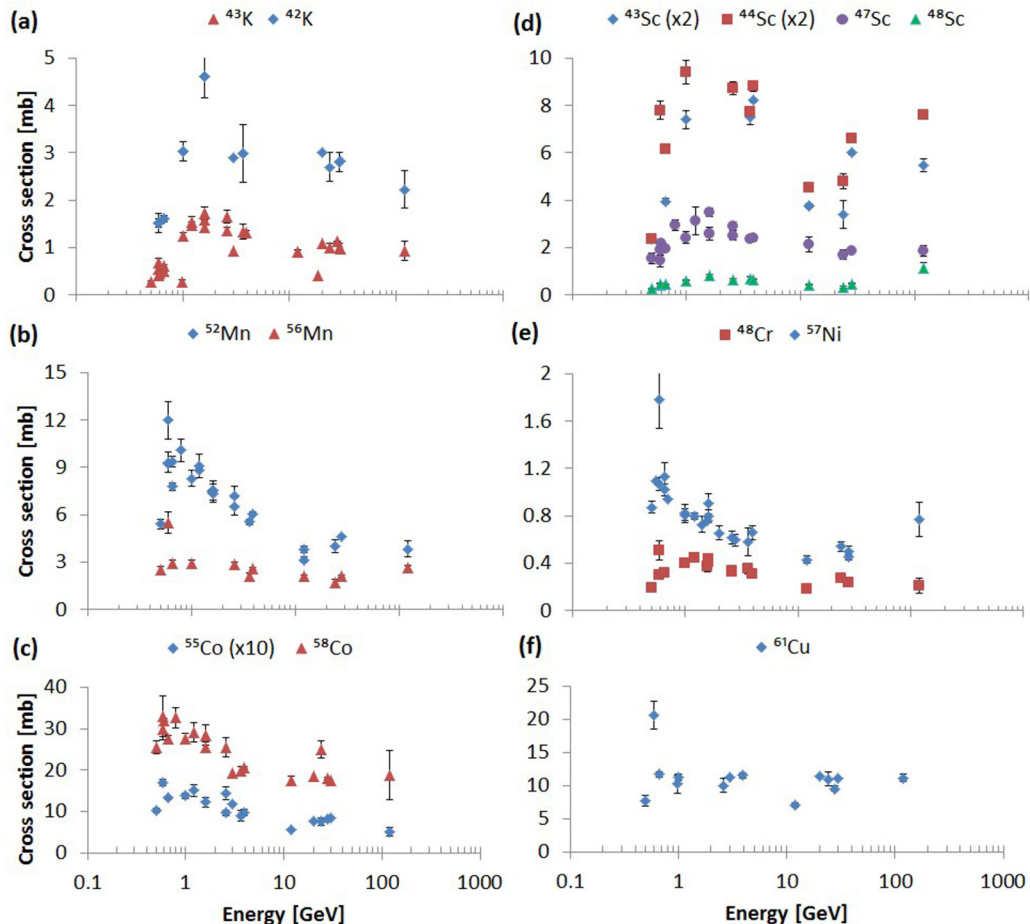 (a)
⁴³K ⁴²K
Cross section [mb]
5
4
3
2
1
0
(d)
⁴³Sc (x2) ⁴⁴Sc (x2) ⁴⁷Sc ⁴⁸Sc
10
8
6
4
2
0
(b)
⁵²Mn ⁵⁶Mn
Cross section [mb]
15
12
9
6
3
0
(e)
⁴⁸Cr ⁵⁷Ni
2
1.6
1.2
0.8
0.4
0
(c)
⁵⁵Co (x10) ⁵⁸Co
Cross section [mb]
40
30
20
10
0
0.1 1 10 100 1000
Energy [GeV]
(f)
⁶¹Cu
25
20
15
10
5
0
0.1 1 10 100 1000
Energy [GeV]